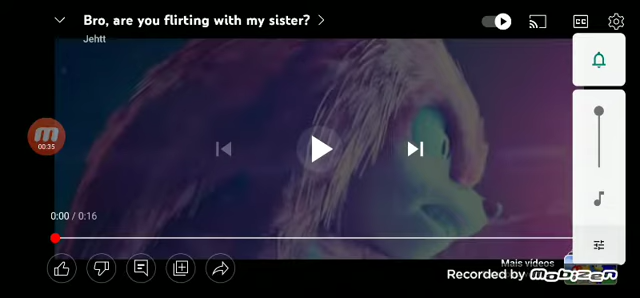 Bro, are you flirting with my sister?
Jehtt
CC
m
00:35
0:00 / 0:16
Mais vídeos
Recorded by mobizen